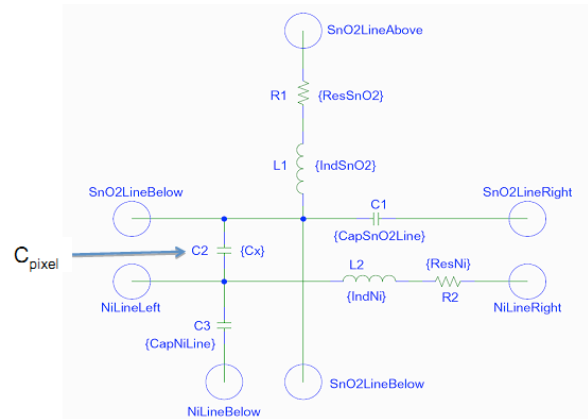 SnO2LineAbove
R1
{ResSnO2}
L1
{IndSnO2}
SnO2LineBelow
C1
SnO2LineRight
{CapSnO2Line}
Cpixel
C2
{Cx}
L2
{ResNi}
NiLineLeft
{IndNi}
R2
NiLineRight
C3
{CapNiLine}
NiLineBelow
SnO2LineBelow